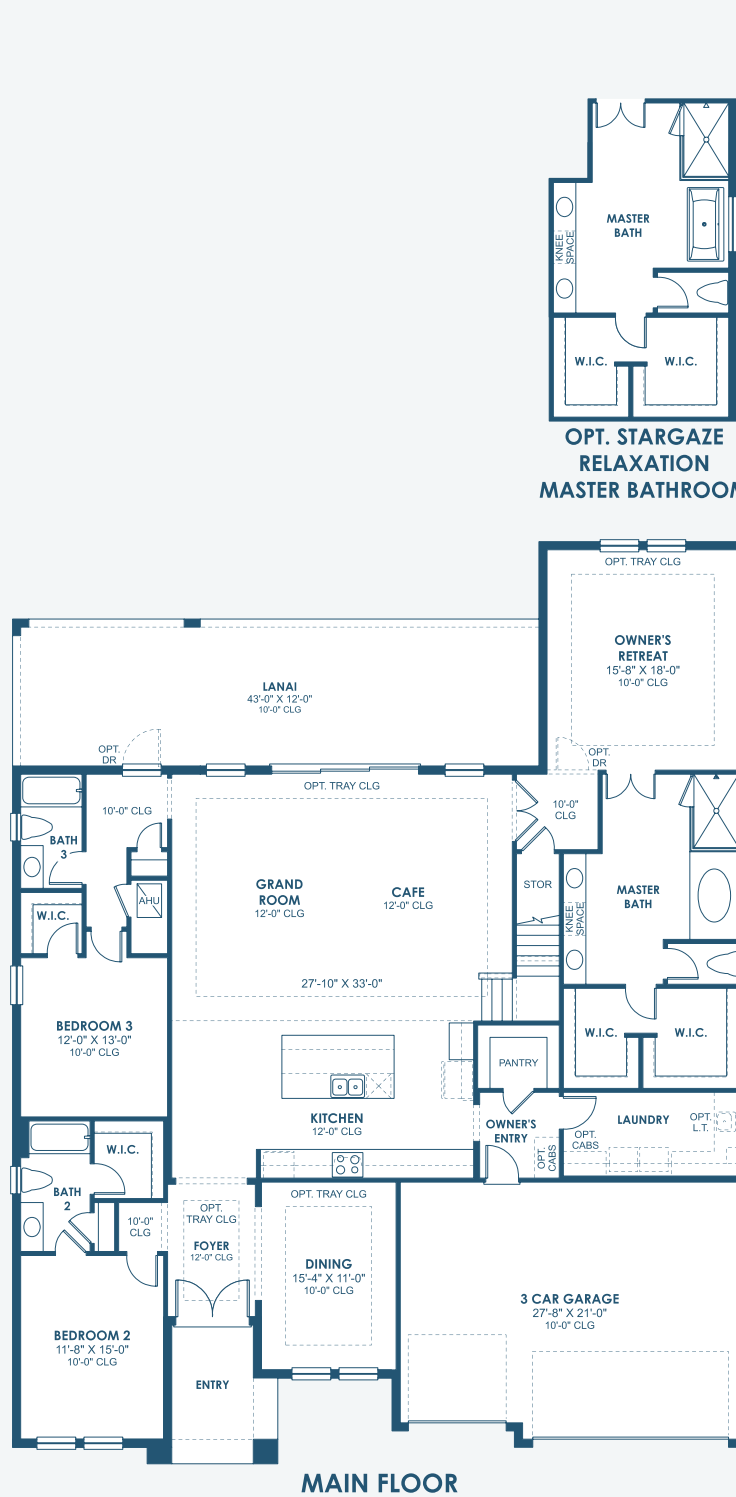 MASTER
BATH
KNEE
SPACE
W.I.C.
W.I.C.
OPT. STARGAZE
RELAXATION
MASTER BATHROOM
OPT. TRAY CLG
OWNER'S
RETREAT
15'-8" X 18'-0"
10'-0" CLG
LANAI
43'-0" X 12'-0"
10'-0" CLG
OPT.
DR
OPT.
DR
OPT. TRAY CLG
10'-0" CLG
10'-0"
CLG
BATH
3
GRAND
ROOM
12'-0" CLG
CAFE
12'-0" CLG
STOR
AHU
MASTER
BATH
KNEE
SPACE
W.I.C.
27'-10" X 33'-0"
BEDROOM 3
12'-0" X 13'-0"
10'-0" CLG
W.I.C.
W.I.C.
PANTRY
KITCHEN
12'-0" CLG
OWNER'S
ENTRY
LAUNDRY
OPT.
L.T.
OPT.
CABS
OPT.
CABS
W.I.C.
BATH
2
OPT.
TRAY CLG
10'-0"
CLG
FOYER
12'-0" CLG
OPT. TRAY CLG
DINING
15'-4" X 11'-0"
10'-0" CLG
3 CAR GARAGE
27'-8" X 21'-0"
10'-0" CLG
BEDROOM 2
11'-8" X 15'-0"
10'-0" CLG
ENTRY
MAIN FLOOR